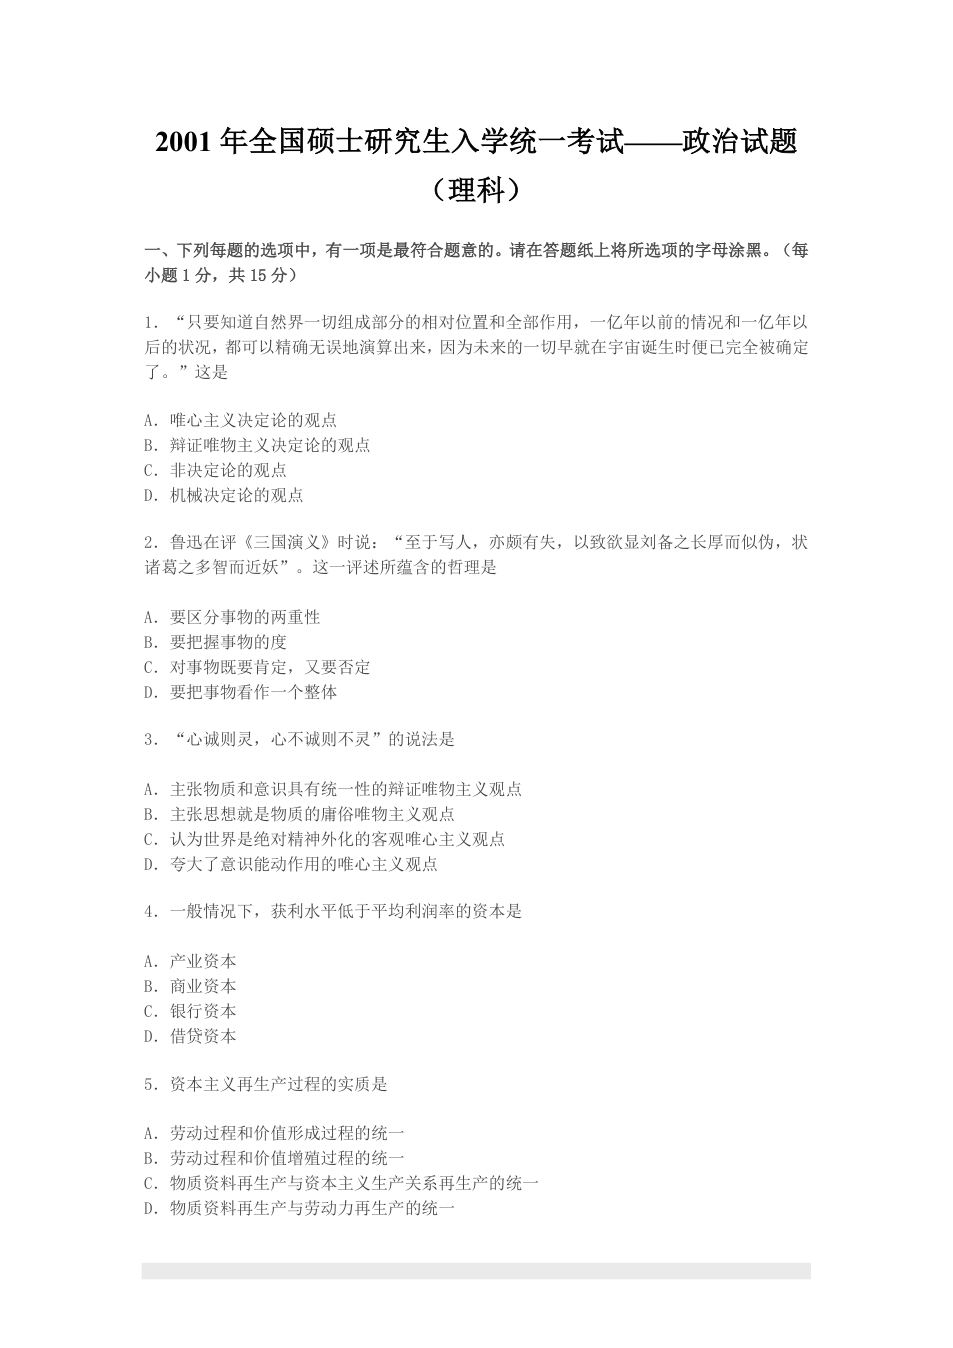 2001 年全国硕士研究生入学统一考试——政治试题
（理科）
一、下列每题的选项中，有一项是最符合题意的。请在答题纸上将所选项的字母涂黑。（每
小题 1 分，共 15 分）
1．“只要知道自然界一切组成部分的相对位置和全部作用，一亿年以前的情况和一亿年以
后的状况，都可以精确无误地演算出来，因为未来的一切早就在宇宙诞生时便已完全被确定
了。”这是
A．唯心主义决定论的观点
B．辩证唯物主义决定论的观点
C．非决定论的观点
D．机械决定论的观点
2．鲁迅在评《三国演义》时说：“至于写人，亦颇有失，以致欲显刘备之长厚而似伪，状
诸葛之多智而近妖”。这一评述所蕴含的哲理是
A．要区分事物的两重性
B．要把握事物的度
C．对事物既要肯定，又要否定
D．要把事物看作一个整体
3．“心诚则灵，心不诚则不灵”的说法是
A．主张物质和意识具有统一性的辩证唯物主义观点
B．主张思想就是物质的庸俗唯物主义观点
C．认为世界是绝对精神外化的客观唯心主义观点
D．夸大了意识能动作用的唯心主义观点
4．一般情况下，获利水平低于平均利润率的资本是
A．产业资本
B．商业资本
C．银行资本
D．借贷资本
5．资本主义再生产过程的实质是
A．劳动过程和价值形成过程的统一
B．劳动过程和价值增殖过程的统一
C．物质资料再生产与资本主义生产关系再生产的统一
D．物质资料再生产与劳动力再生产的统一